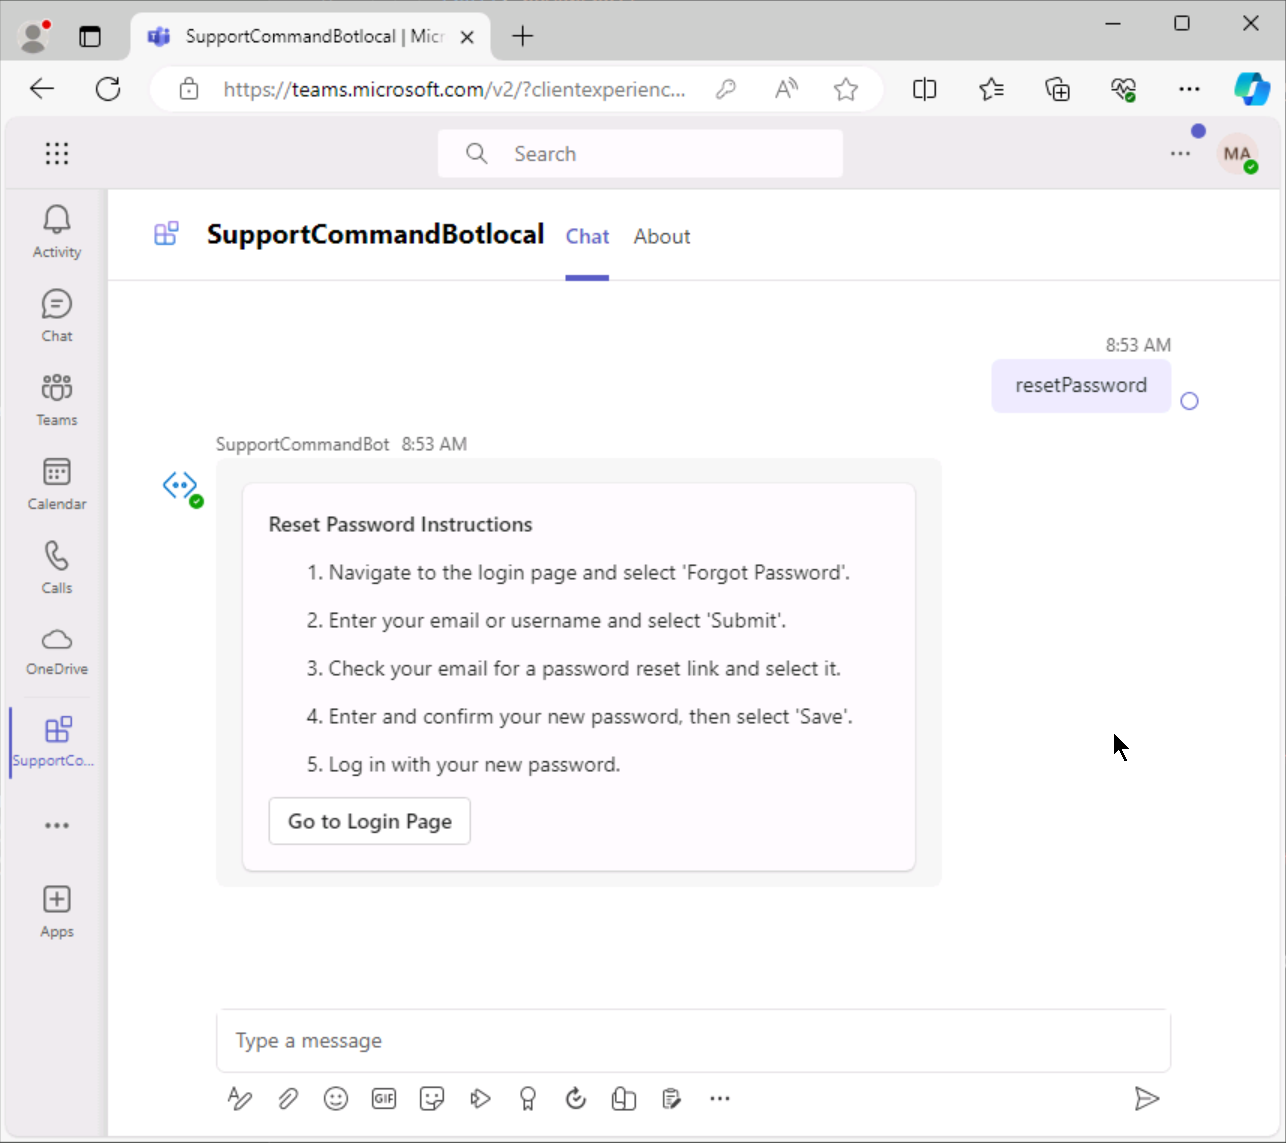 SupportCommandBotlocal | Micr
https://teams.microsoft.com/v2/?clientexperienc...
Search
MA
Activity
Chat
Teams
Calendar
Calls
OneDrive
SupportCo...
Apps
SupportCommandBotlocal Chat About
8:53 AM
resetPassword
SupportCommandBot 8:53 AM
Reset Password Instructions
1. Navigate to the login page and select 'Forgot Password'.
2. Enter your email or username and select 'Submit'.
3. Check your email for a password reset link and select it.
4. Enter and confirm your new password, then select 'Save'.
5. Log in with your new password.
Go to Login Page
Type a message
GIF